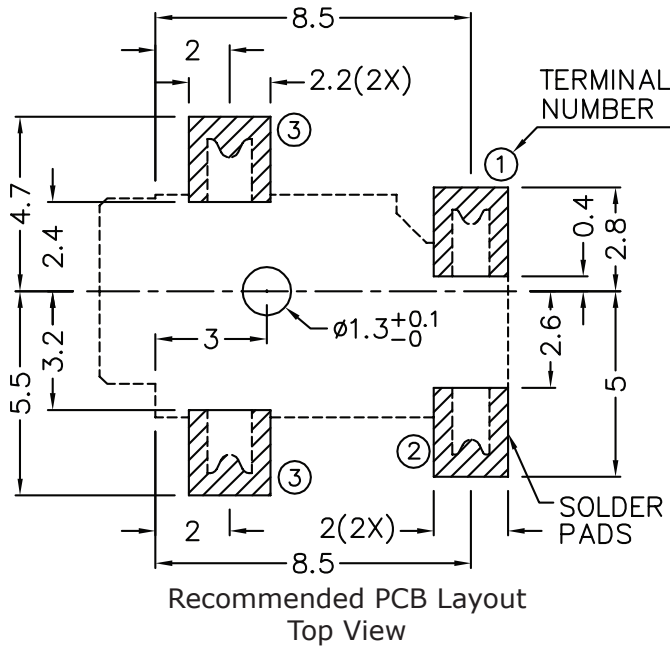 8.5
2
2.2(2X)
TERMINAL
NUMBER
3
1
4.7
2.4
0.4
2.8
3
ø1.3+0.1
-0
3.2
5.5
2.6
5
2
3
2
2(2X)
SOLDER
PADS
8.5
Recommended PCB Layout
Top View